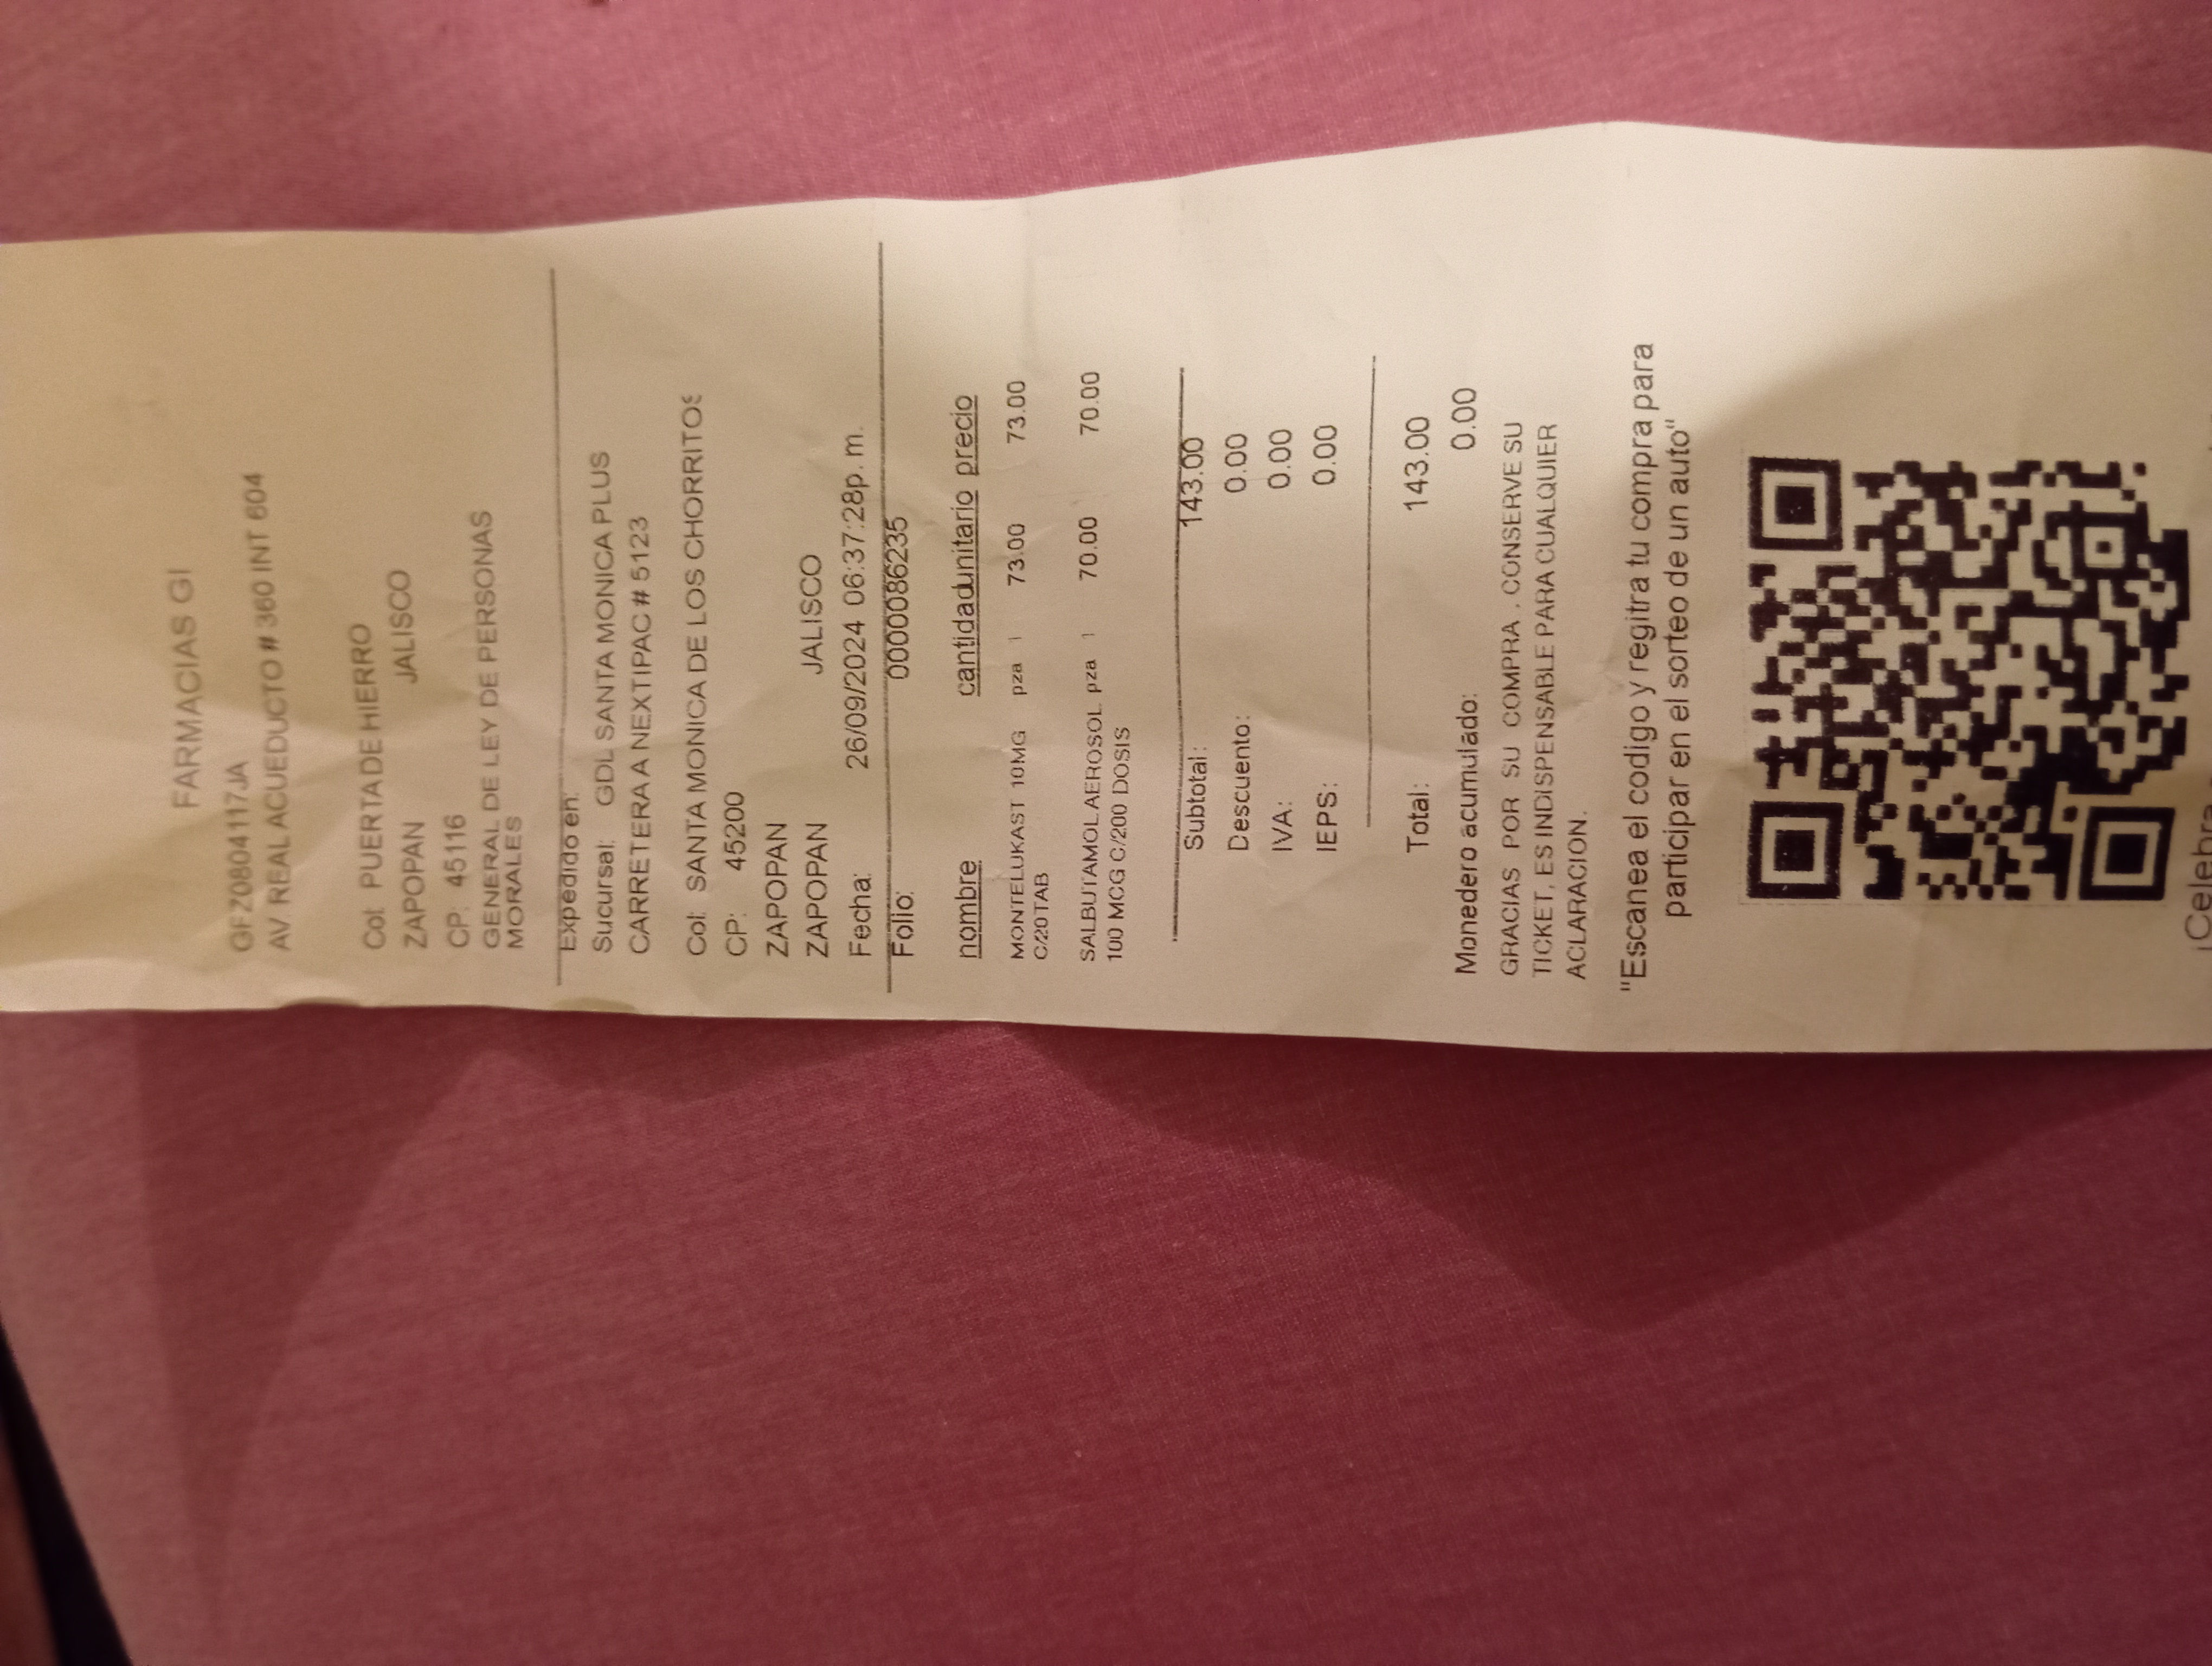 FARMACIAS GI
GFZ0804117JA
AV REAL ACUEDUCTO # 360 INT 604
Col: PUERTA DE HIERRO
ZAPOPAN JALISCO
CP: 45116
GENERAL DE LEY DE PERSONAS
MORALES
Expedido en:
Sucursal: GDL SANTA MONICA PLUS
CARRETERA A NEXTIPAC # 5123
Col: SANTA MONICA DE LOS CHORRITOS
CP: 45200
ZAPOPAN
ZAPOPAN JALISCO
Fecha: 26/09/2024 06:37:28p. m.
Folio: 0000086235
nombre cantidad unitario precio
MONTELUKAST 10MG pza 1 73.00 73.00
C/20TAB
SALBUTAMOL AEROSOL pza 1 70.00 70.00
100 MCG C/200 DOSIS
Subtotal: 143.00
Descuento: 0.00
IVA: 0.00
IEPS: 0.00
Total: 143.00
Monedero acumulado: 0.00
GRACIAS POR SU COMPRA . CONSERVE SU
TICKET, ES INDISPENSABLE PARA CUALQUIER
ACLARACION.
"Escanea el codigo y regitra tu compra para
participar en el sorteo de un auto"